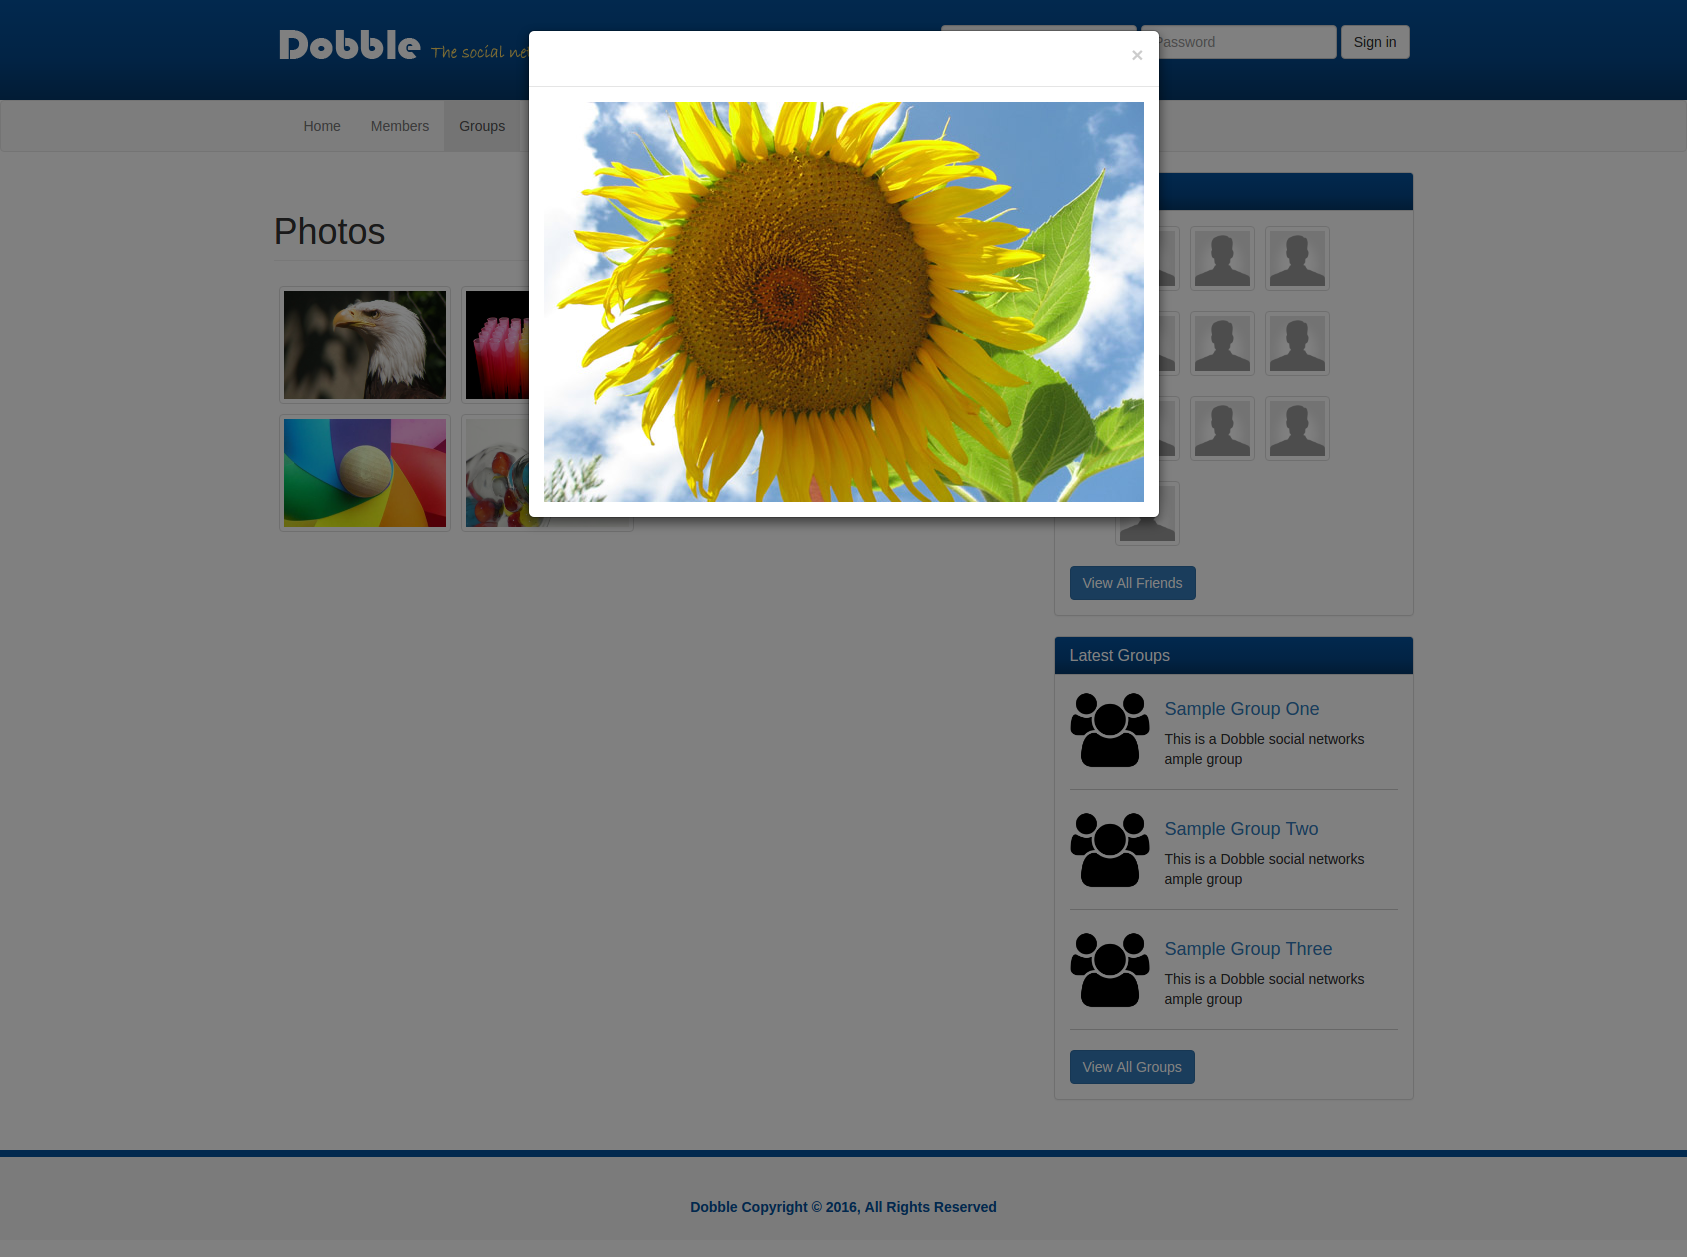 Dobble The social
Password
Sign in
×
Home
Members
Groups
Photos
View All Friends
Latest Groups
Sample Group One
This is a Dobble social networks
ample group
Sample Group Two
This is a Dobble social networks
ample group
Sample Group Three
This is a Dobble social networks
ample group
View All Groups
Dobble Copyright © 2016, All Rights Reserved